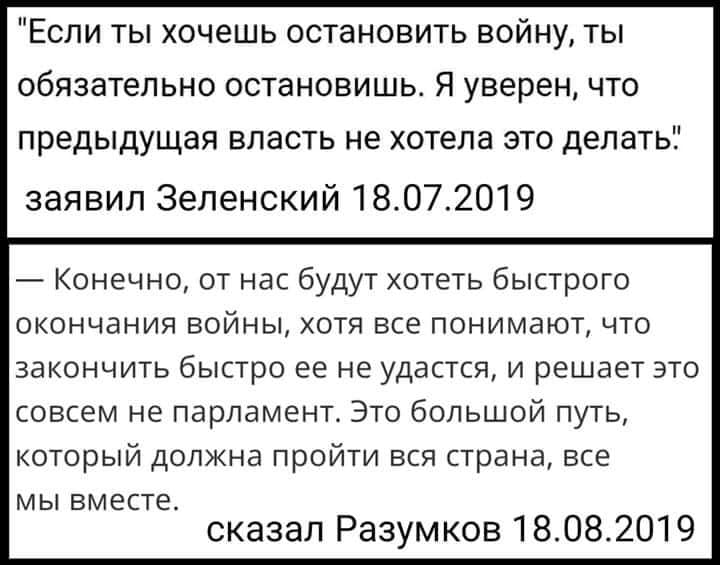 "Если ты хочешь остановить войну, ты
обязательно остановишь. Я уверен, что
предыдущая власть не хотела это делать".
заявил Зеленский 18.07.2019
— Конечно, от нас будут хотеть быстрого
окончания войны, хотя все понимают, что
закончить быстро ее не удастся, и решает это
совсем не парламент. Это большой путь,
который должна пройти вся страна, все
мы вместе.
сказал Разумков 18.08.2019